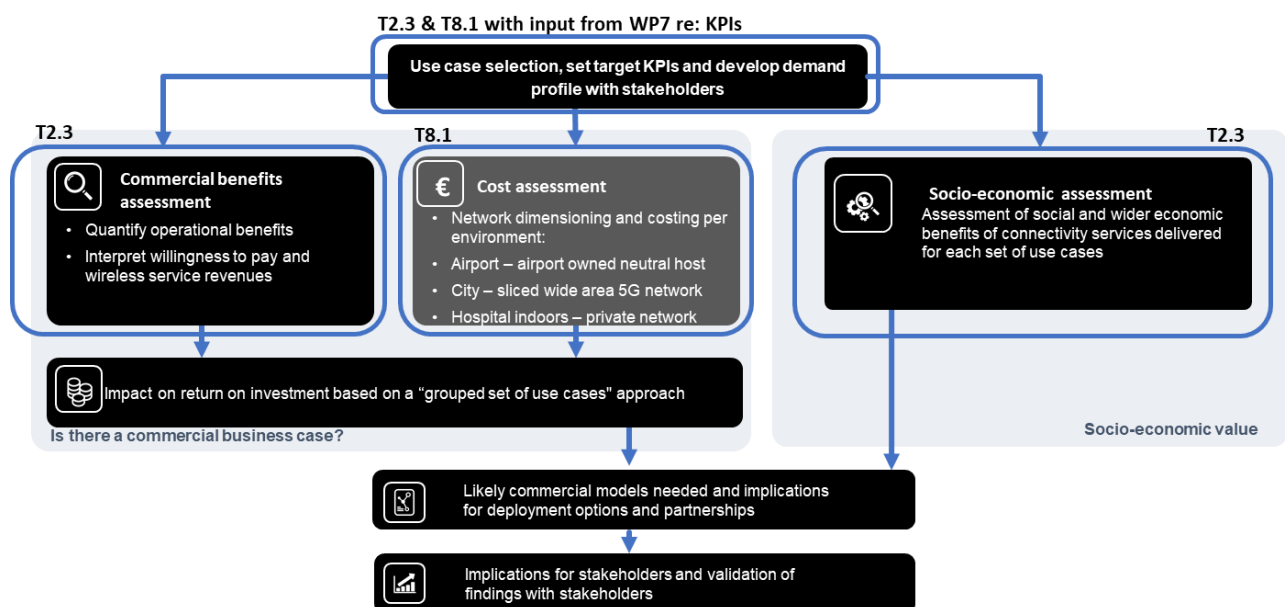 T2.3 & T8.1 with input from WP7 re: KPIs
Use case selection, set target KPIs and develop demand
profile with stakeholders
T2.3
Commercial benefits
assessment
• Quantify operational benefits
• Interpret willingness to pay and
wireless service revenues
T8.1
€
Cost assessment
• Network dimensioning and costing per
environment:
• Airport – airport owned neutral host
• City – sliced wide area 5G network
• Hospital indoors – private network
T2.3
Socio-economic assessment
Assessment of social and wider economic
benefits of connectivity services delivered
for each set of use cases
Impact on return on investment based on a “grouped set of use cases" approach
Is there a commercial business case?
Socio-economic value
Likely commercial models needed and implications
for deployment options and partnerships
Implications for stakeholders and validation of
findings with stakeholders